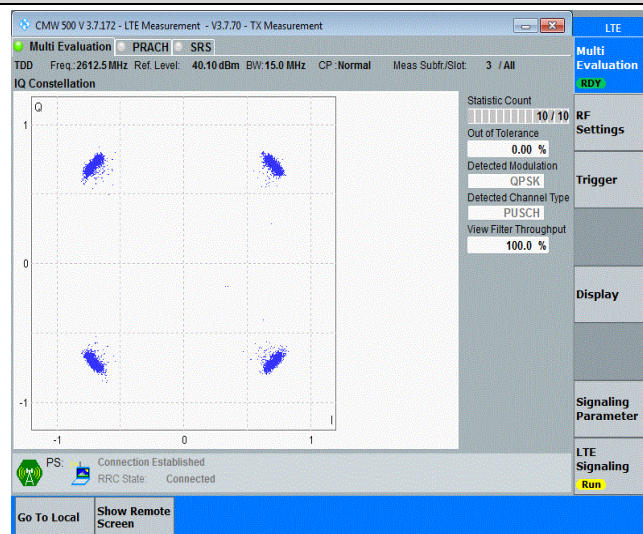 CMW 500 V 3.7.172 - LTE Measurement - V3.7.70 - TX Measurement
LTE
Multi Evaluation PRACH SRS
TDD Freq.: 2612.5 MHz Ref. Level: 40.10 dBm BW: 15.0 MHz CP : Normal Meas Subfr./Slot: 3 / All
IQ Constellation
Q
1
0
-1
-1 0 1
I
Statistic Count
10 / 10
Out of Tolerance
0.00 %
Detected Modulation
QPSK
Detected Channel Type
PUSCH
View Filter Throughput
100.0 %
Multi
Evaluation
RDY
RF
Settings
Trigger
Display
Signaling
Parameter
LTE
Signaling
Run
PS: Connection Established
RRC State: Connected
Go To Local
Show Remote
Screen